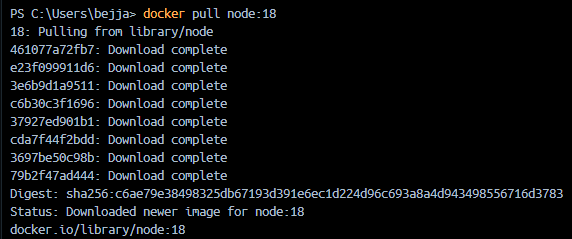 PS C:\Users\bejja> docker pull node:18
18: Pulling from library/node
461077a72fb7: Download complete
e23f099911d6: Download complete
3e6b9d1a9511: Download complete
c6b30c3f1696: Download complete
37927ed901b1: Download complete
cda7f44f2bdd: Download complete
3697be50c98b: Download complete
79b2f47ad444: Download complete
Digest: sha256:c6ae79e38498325db67193d391e6ec1d224d96c693a8a4d943498556716d3783
Status: Downloaded newer image for node:18
docker.io/library/node:18